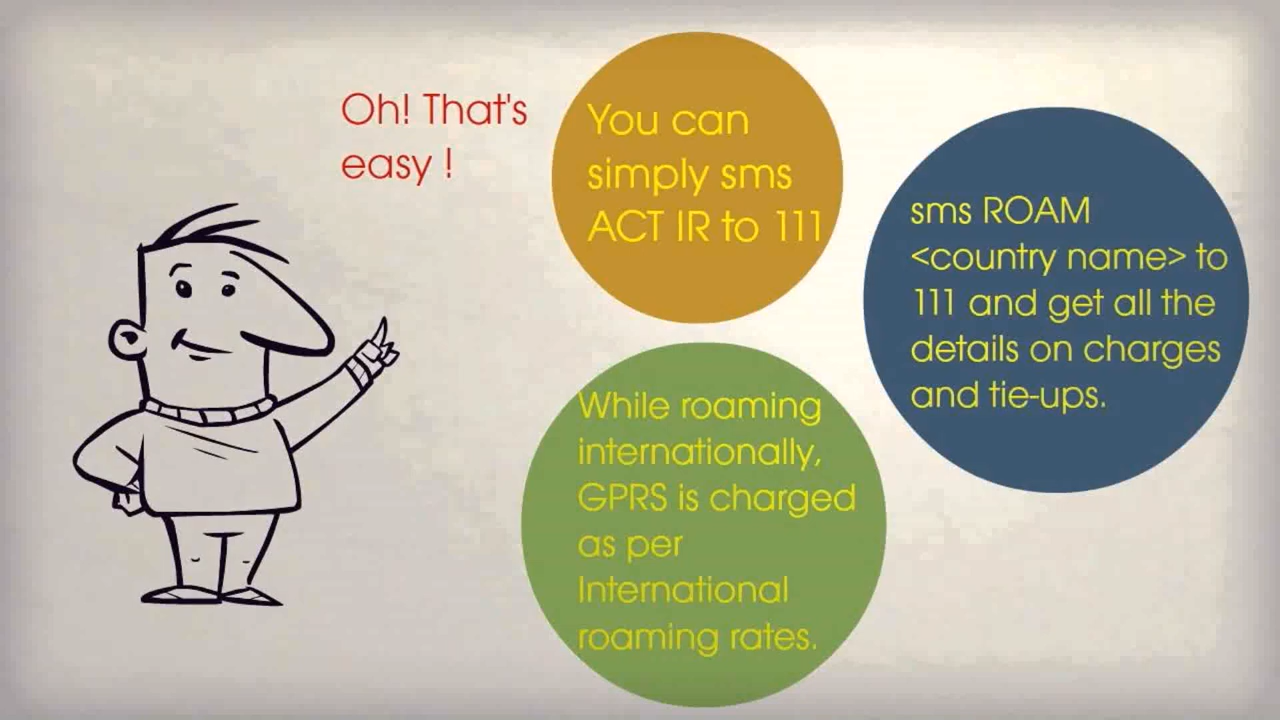 Oh! That's
easy !
You can
simply sms
ACT IR to 111
sms ROAM
<country name> to
111 and get all the
details on charges
and tie-ups.
While roaming
internationally,
GPRS is charged
as per
International
roaming rates.